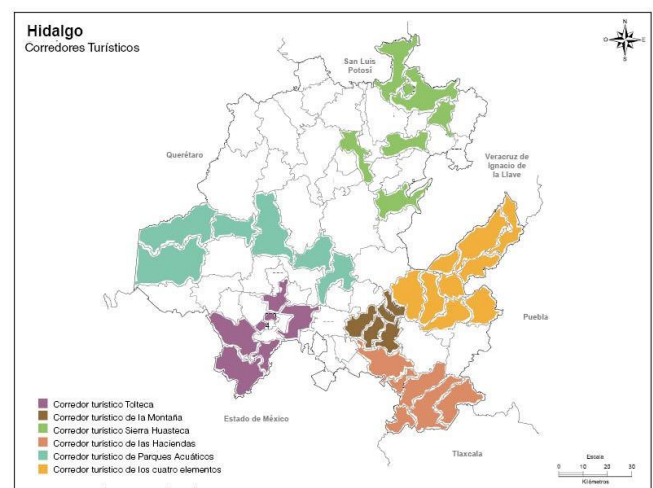 Hidalgo
Corredores Turísticos
N
O
E
S
San Luis
Potosí
Querétaro
Veracruz de
Ignacio de
la Llave
Puebla
Corredor turístico Tolteca
Corredor turístico de la Montaña
Corredor turístico Sierra Huasteca
Corredor turístico de las Haciendas
Corredor turístico de Parques Acuáticos
Corredor turístico de los cuatro elementos
Estado de México
Tlaxcala
Escala
0 10 20 30
Kilómetros